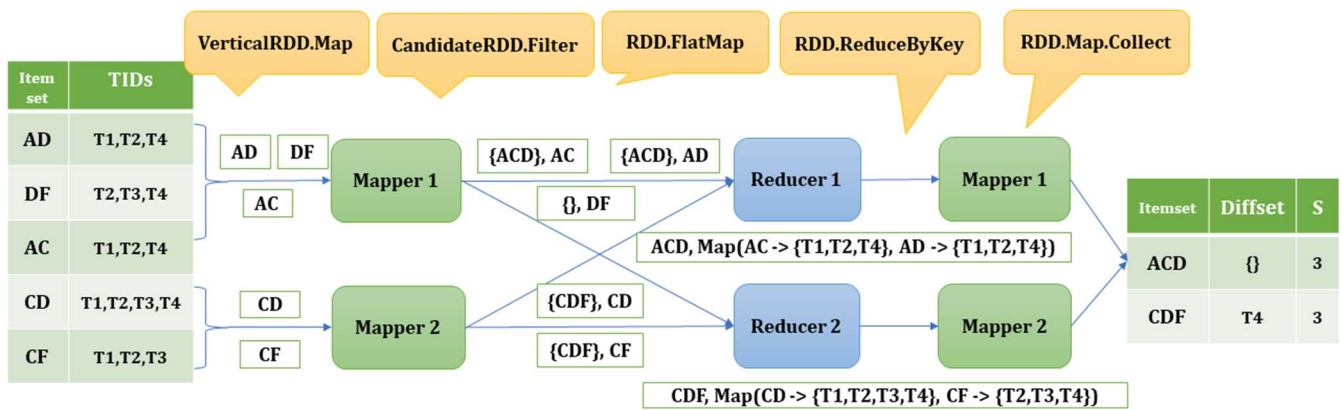 VerticalRDD.Map
CandidateRDD.Filter
RDD.FlatMap
RDD.ReduceByKey
RDD.Map.Collect
Item set TIDs
AD T1,T2,T4
DF T2,T3,T4
AC T1,T2,T4
CD T1,T2,T3,T4
CF T1,T2,T3
AD DF
AC
CD
CF
Mapper 1
Mapper 2
{ACD}, AC {ACD}, AD
{}, DF
{CDF}, CD
{CDF}, CF
Reducer 1
Reducer 2
Mapper 1
Mapper 2
ACD, Map(AC -> {T1,T2,T4}, AD -> {T1,T2,T4})
CDF, Map(CD -> {T1,T2,T3,T4}, CF -> {T2,T3,T4})
Itemset Diffset S
ACD {} 3
CDF T4 3